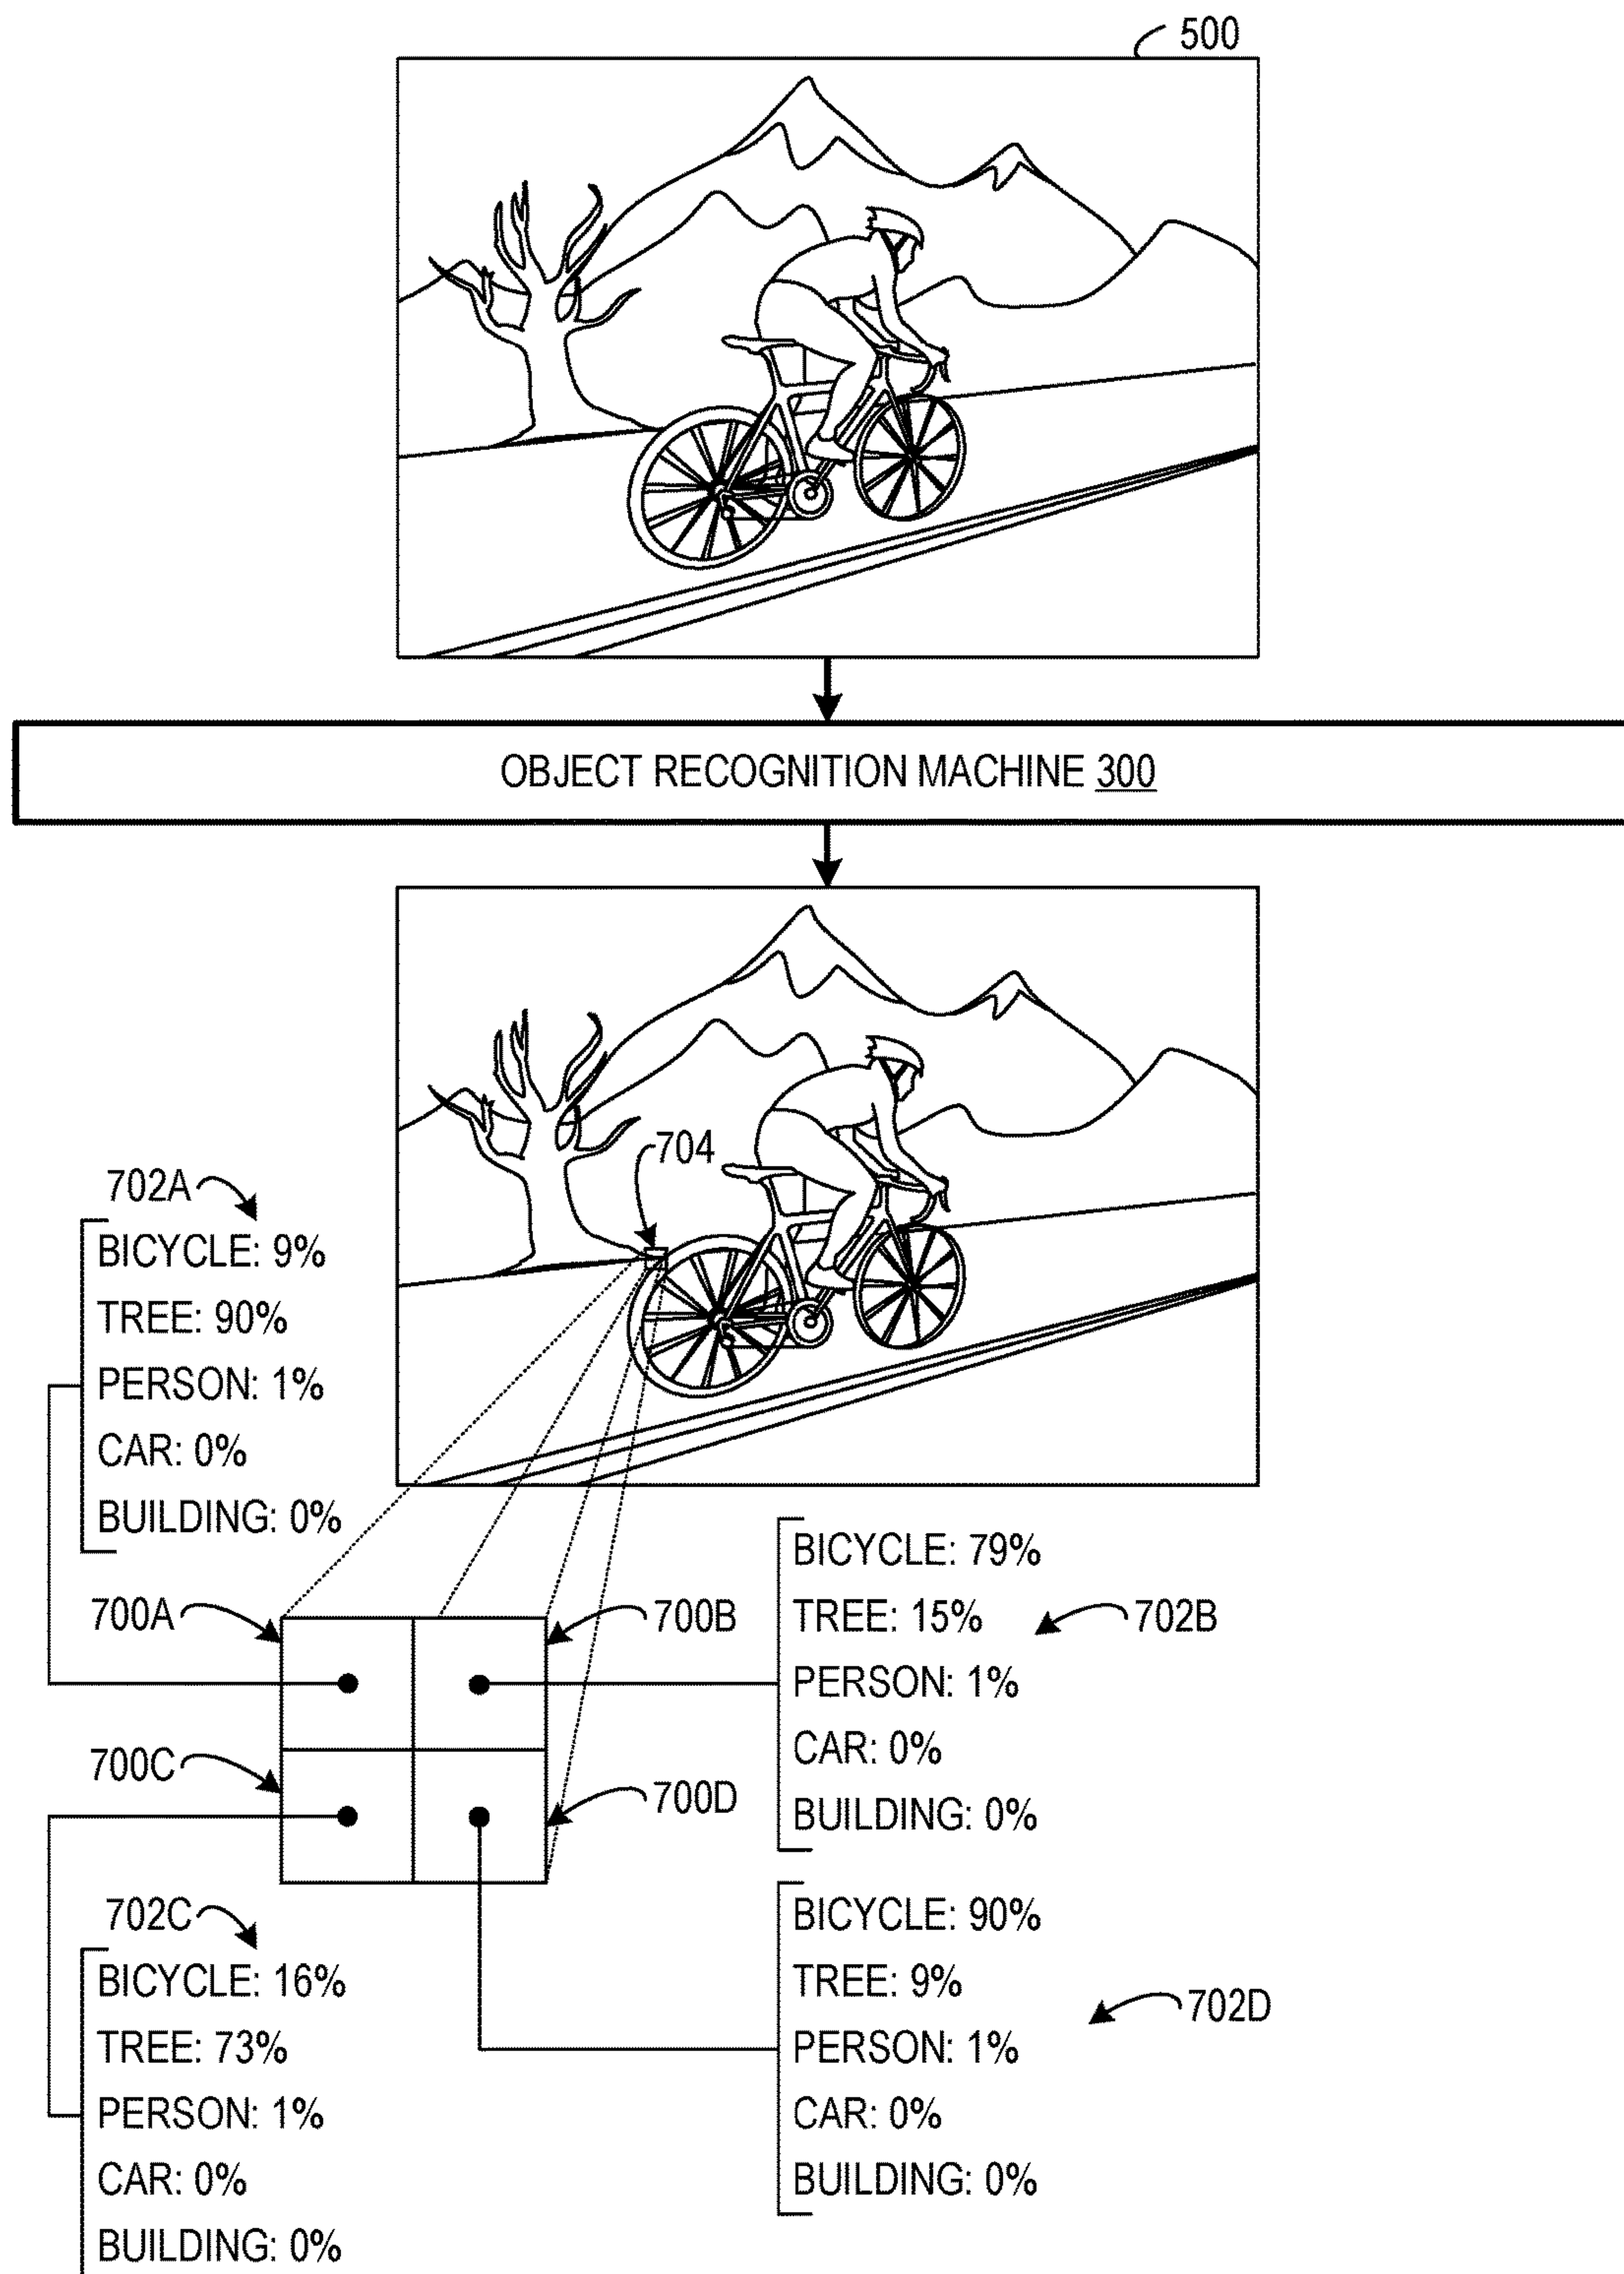 500
OBJECT RECOGNITION MACHINE 300
704
702A
BICYCLE: 9%
TREE: 90%
PERSON: 1%
CAR: 0%
BUILDING: 0%
BICYCLE: 79%
TREE: 15%
PERSON: 1%
CAR: 0%
BUILDING: 0%
702B
700A
700B
700C
700D
702C
BICYCLE: 16%
TREE: 73%
PERSON: 1%
CAR: 0%
BUILDING: 0%
BICYCLE: 90%
TREE: 9%
PERSON: 1%
CAR: 0%
BUILDING: 0%
702D